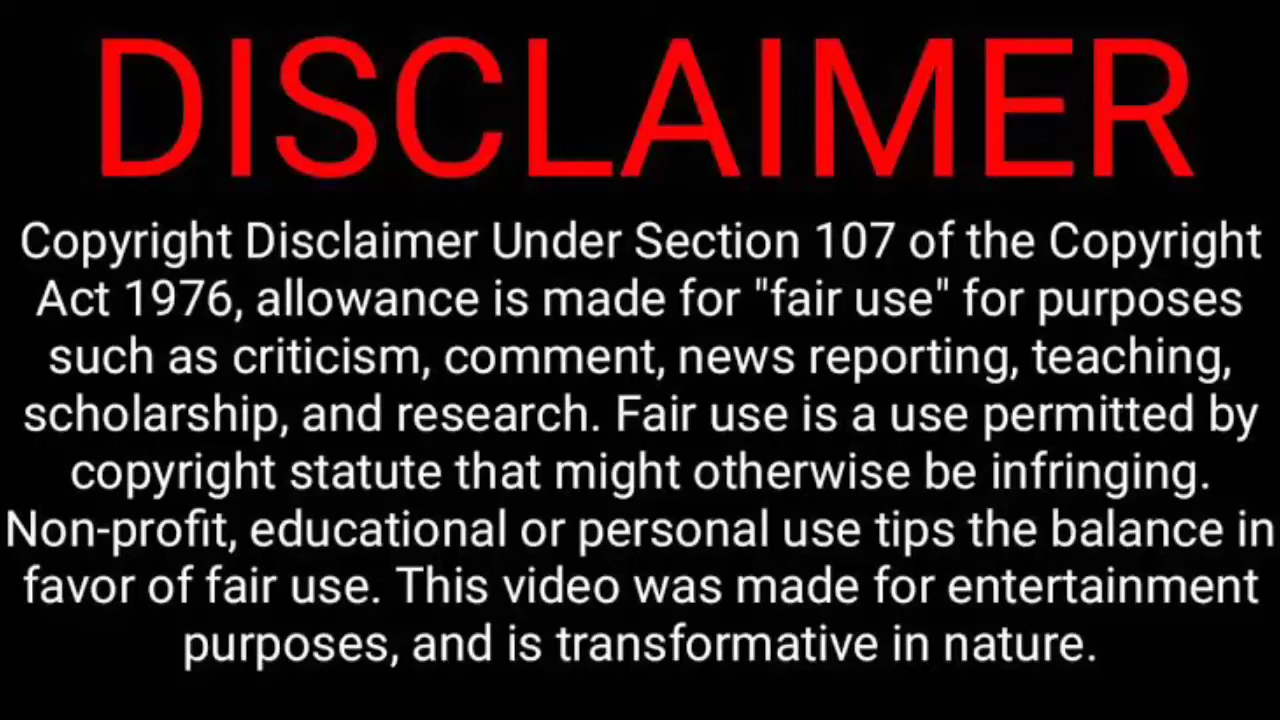 DISCLAIMER
Copyright Disclaimer Under Section 107 of the Copyright
Act 1976, allowance is made for "fair use" for purposes
such as criticism, comment, news reporting, teaching,
scholarship, and research. Fair use is a use permitted by
copyright statute that might otherwise be infringing.
Non-profit, educational or personal use tips the balance in
favor of fair use. This video was made for entertainment
purposes, and is transformative in nature.